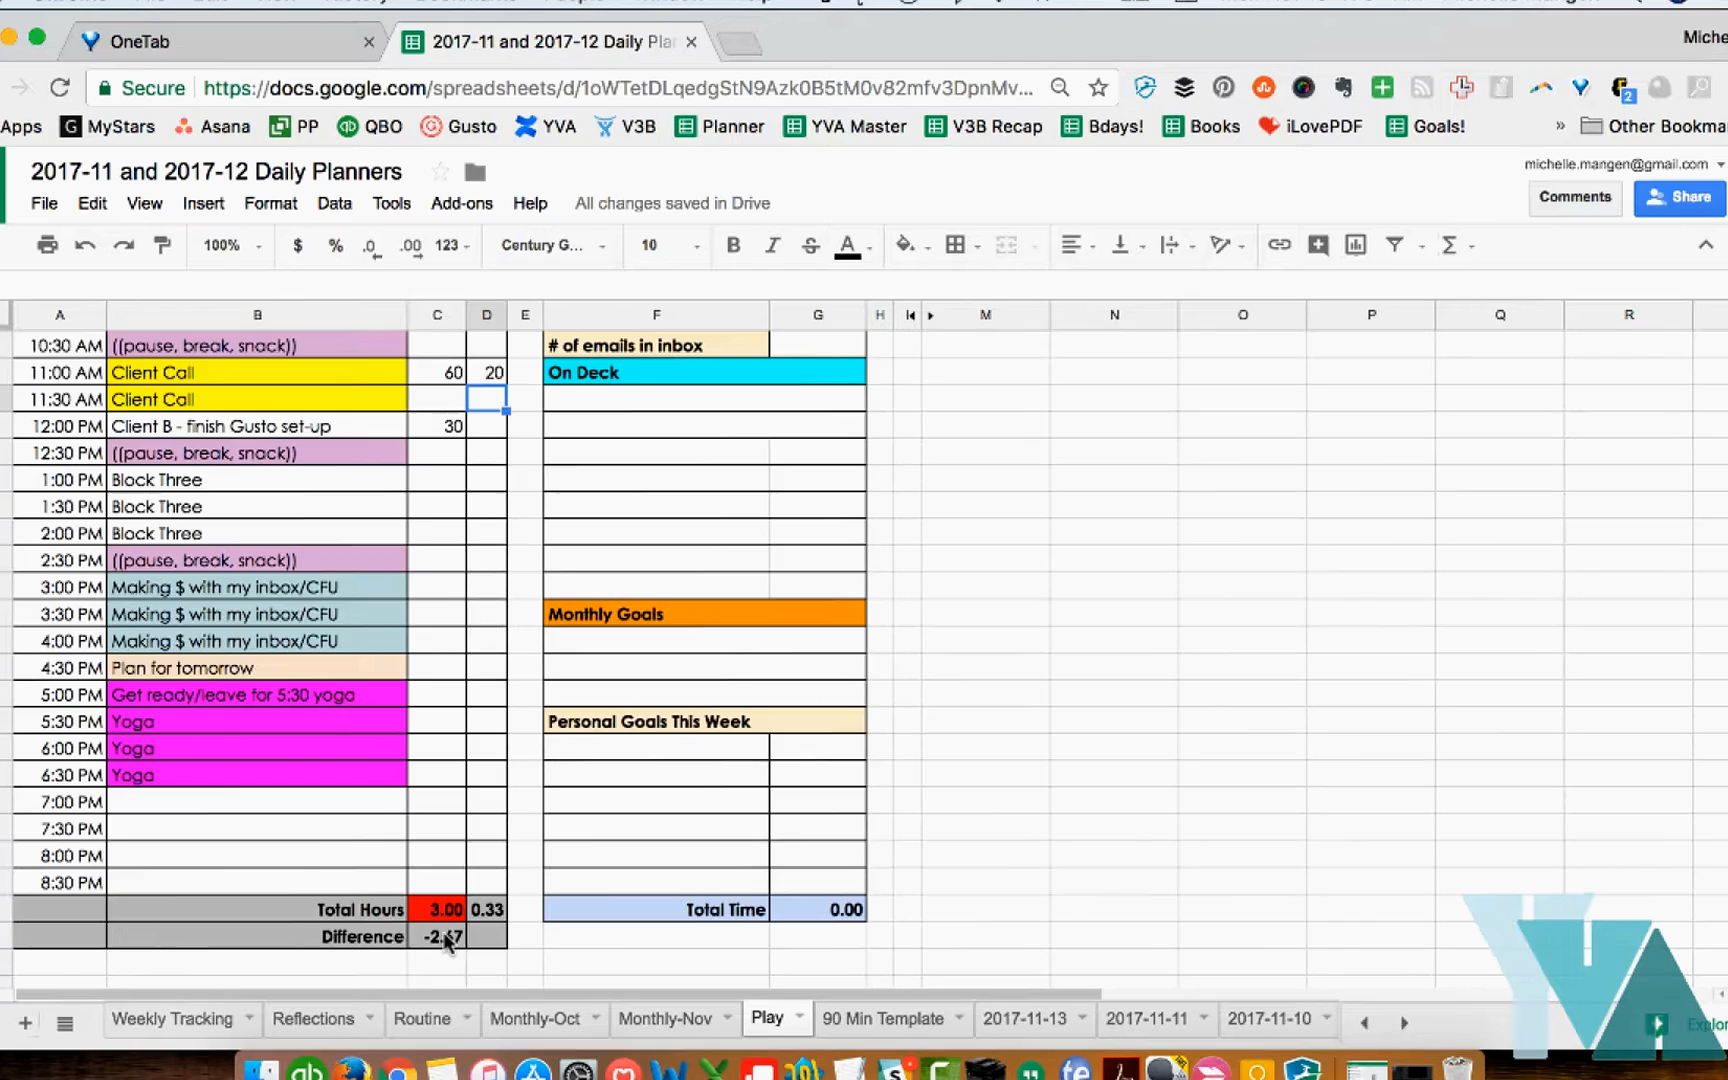 OneTab
2017-11 and 2017-12 Daily Pla
Miche
Secure https://docs.google.com/spreadsheets/d/1oWTetDLqedgStN9Azk0B5tM0v82mfv3DpnMv...
Apps MyStars Asana PP QBO Gusto YVA V3B Planner YVA Master V3B Recap Bdays! Books iLovePDF Goals! » Other Bookma
2017-11 and 2017-12 Daily Planners
michelle.mangen@gmail.com
File Edit View Insert Format Data Tools Add-ons Help All changes saved in Drive
Comments Share
100% $ % .0 .00 123 Century G... 10 B I S A
A B C D E F G H M N O P Q R
10:30 AM ((pause, break, snack)) # of emails in inbox
11:00 AM Client Call 60 20 On Deck
11:30 AM Client Call
12:00 PM Client B - finish Gusto set-up 30
12:30 PM ((pause, break, snack))
1:00 PM Block Three
1:30 PM Block Three
2:00 PM Block Three
2:30 PM ((pause, break, snack))
3:00 PM Making $ with my inbox/CFU
3:30 PM Making $ with my inbox/CFU Monthly Goals
4:00 PM Making $ with my inbox/CFU
4:30 PM Plan for tomorrow
5:00 PM Get ready/leave for 5:30 yoga
5:30 PM Yoga Personal Goals This Week
6:00 PM Yoga
6:30 PM Yoga
7:00 PM
7:30 PM
8:00 PM
8:30 PM
Total Hours 3.00 0.33 Total Time 0.00
Difference -2.67
Weekly Tracking Reflections Routine Monthly-Oct Monthly-Nov Play 90 Min Template 2017-11-13 2017-11-11 2017-11-10 Explor